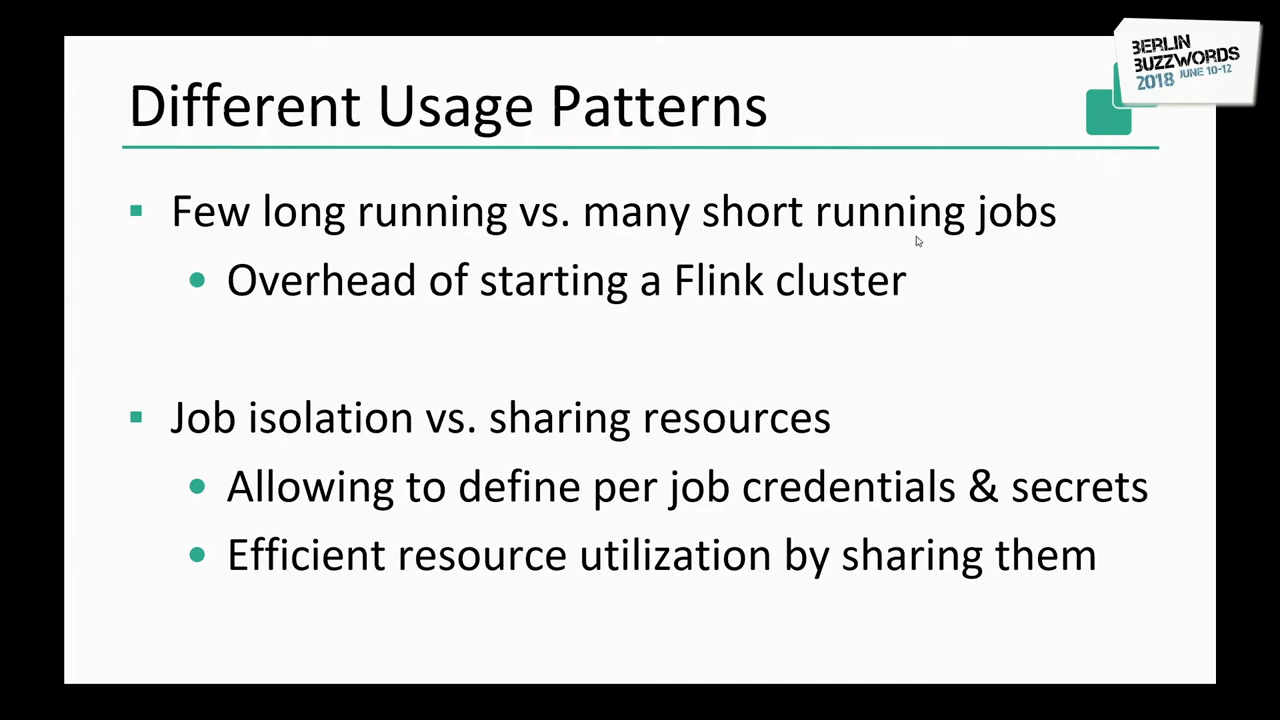 BERLIN
BUZZWORDS
2018 JUNE 10-12
Different Usage Patterns
Few long running vs. many short running jobs
Overhead of starting a Flink cluster
Job isolation vs. sharing resources
Allowing to define per job credentials & secrets
Efficient resource utilization by sharing them